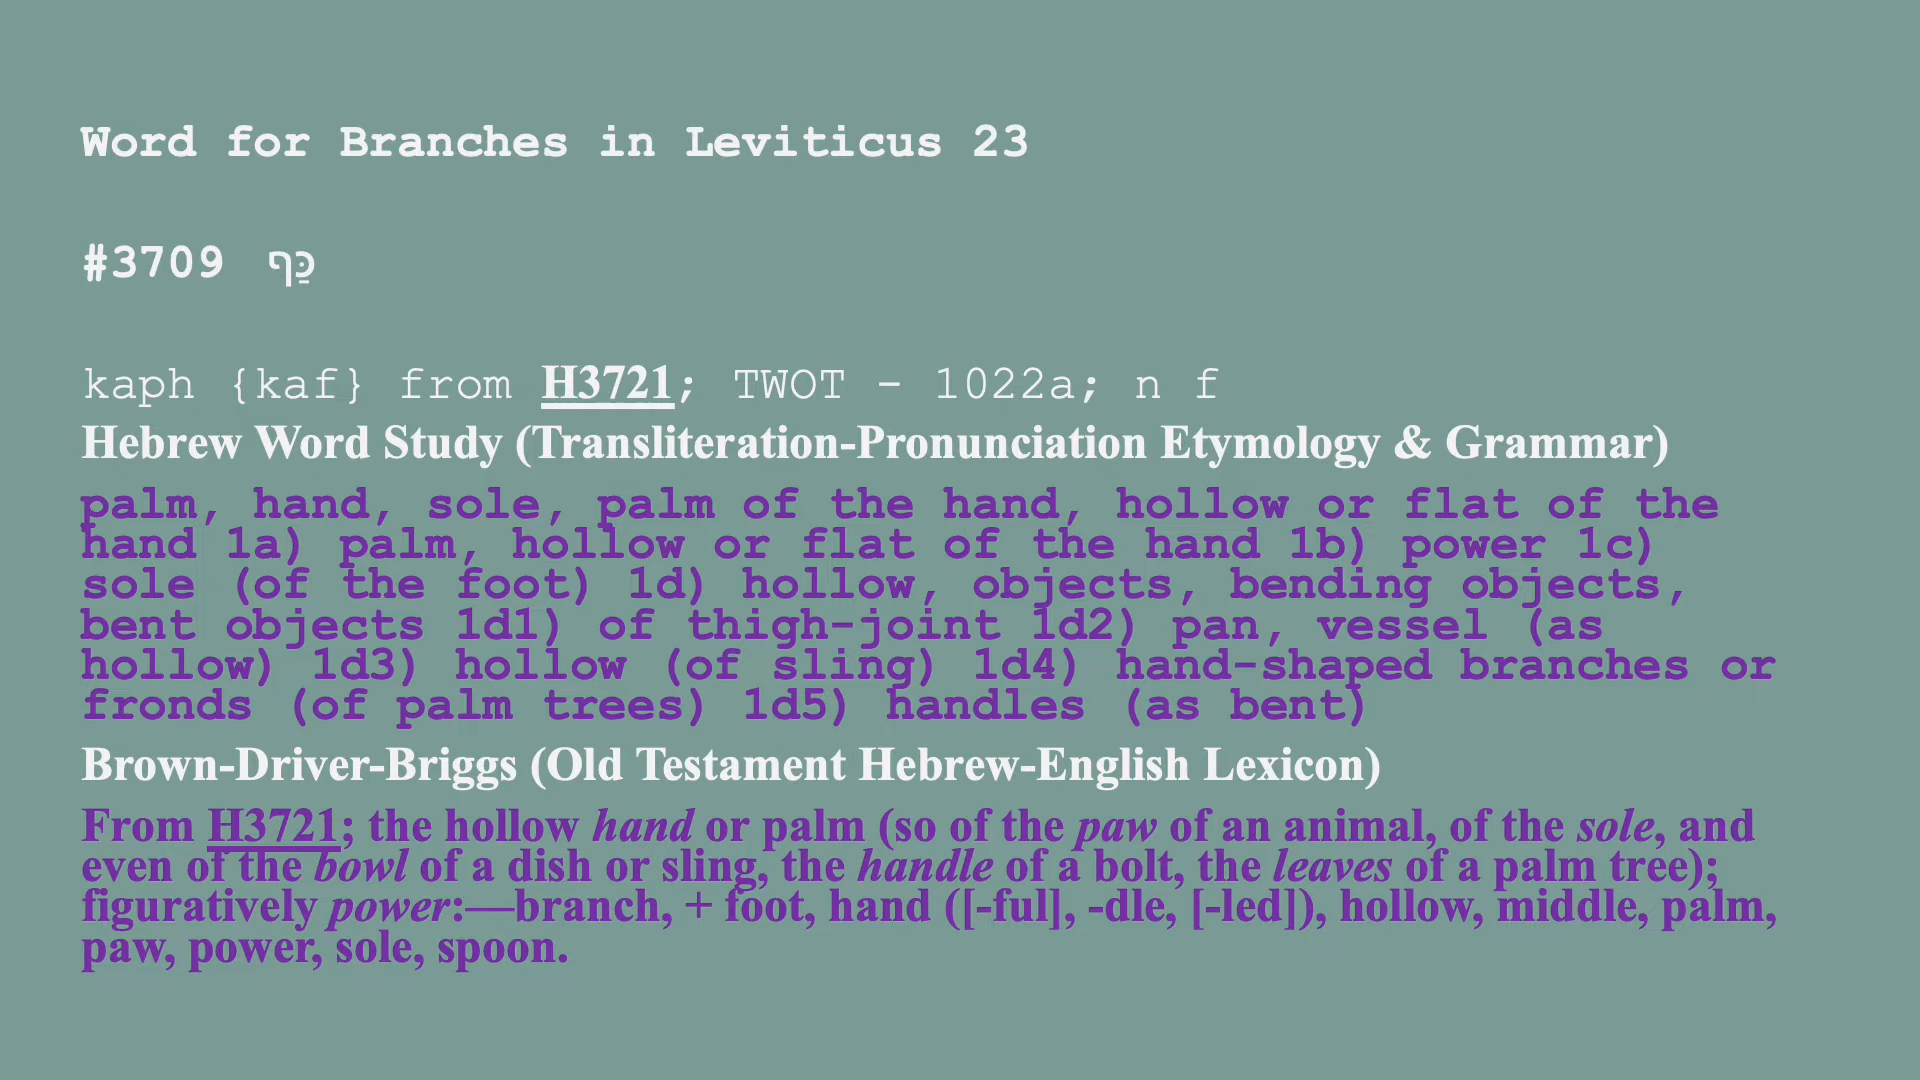 Word for Branches in Leviticus 23
#3709 כַּף
kaph {kaf} from H3721; TWOT - 1022a; n f
Hebrew Word Study (Transliteration-Pronunciation Etymology & Grammar)
palm, hand, sole, palm of the hand, hollow or flat of the
hand 1a) palm, hollow or flat of the hand 1b) power 1c)
sole (of the foot) 1d) hollow, objects, bending objects,
bent objects 1d1) of thigh-joint 1d2) pan, vessel (as
hollow) 1d3) hollow (of sling) 1d4) hand-shaped branches or
fronds (of palm trees) 1d5) handles (as bent)
Brown-Driver-Briggs (Old Testament Hebrew-English Lexicon)
From H3721; the hollow hand or palm (so of the paw of an animal, of the sole, and
even of the bowl of a dish or sling, the handle of a bolt, the leaves of a palm tree);
figuratively power:—branch, + foot, hand ([-ful], -dle, [-led]), hollow, middle, palm,
paw, power, sole, spoon.